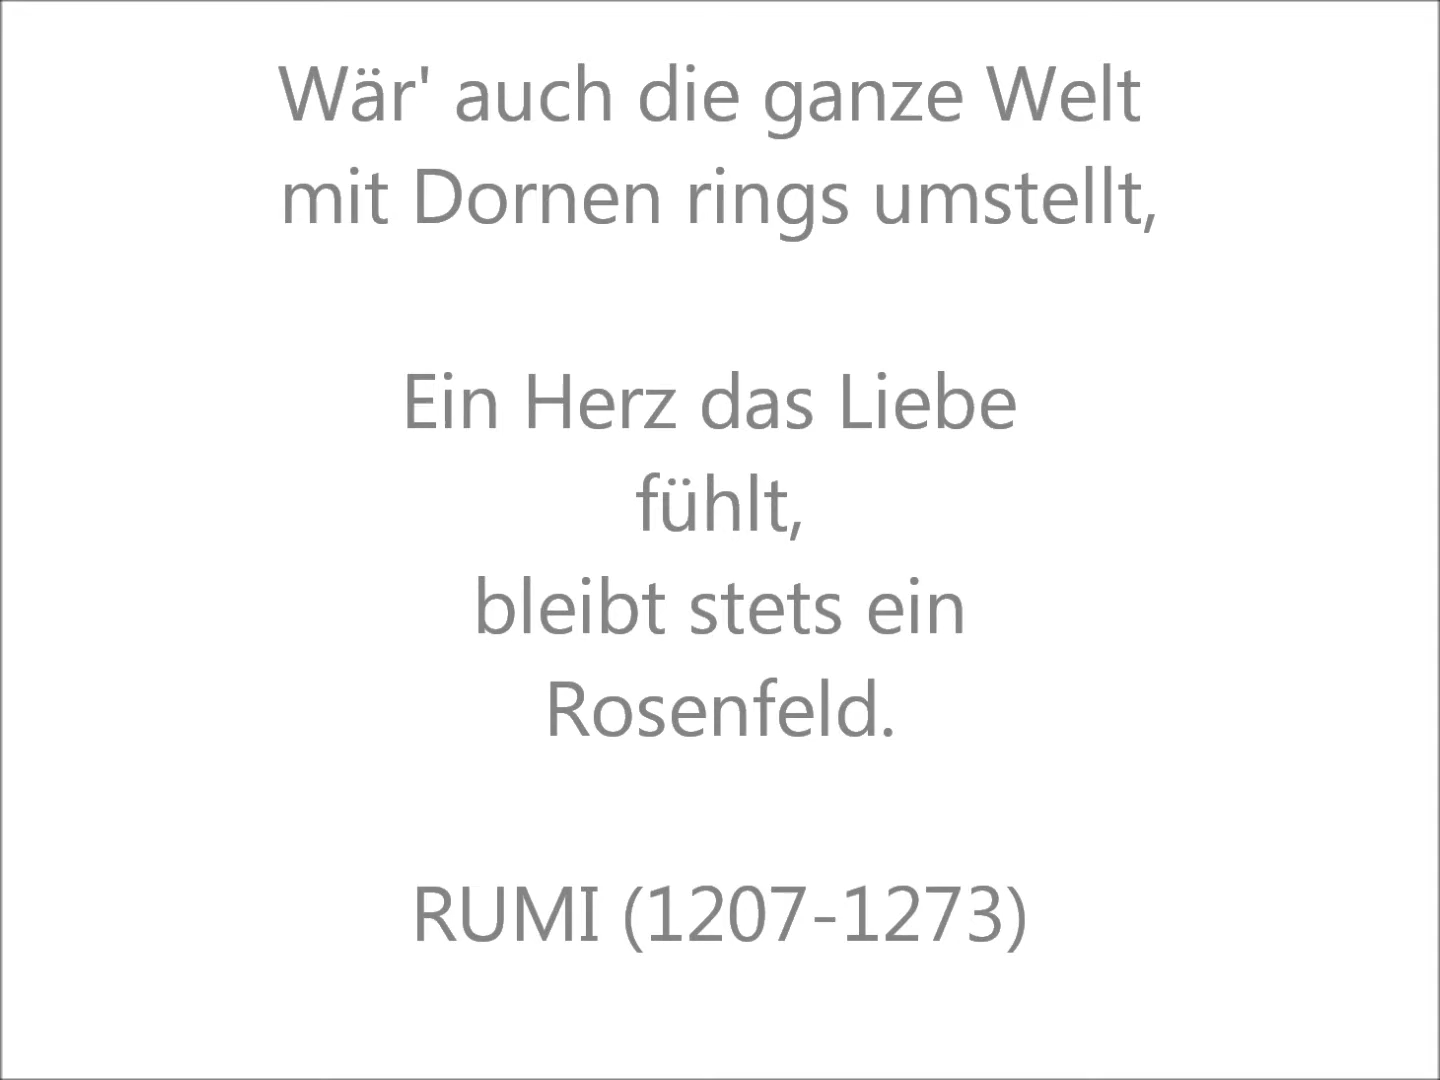 Wär' auch die ganze Welt
mit Dornen rings umstellt,
Ein Herz das Liebe
fühlt,
bleibt stets ein
Rosenfeld.
RUMI (1207-1273)